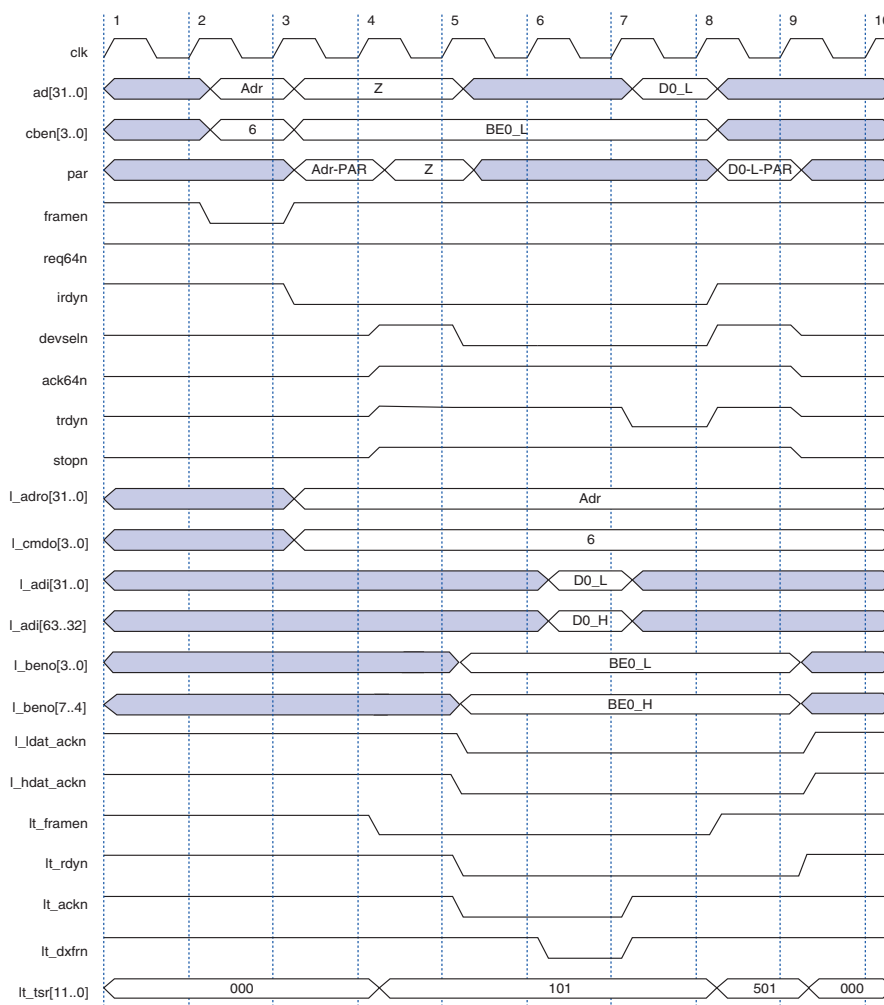 1 2 3 4 5 6 7 8 9 10
clk
ad[31..0] Adr Z D0_L
cben[3..0] 6 BE0_L
par Adr-PAR Z D0-L-PAR
framen
req64n
irdyn
devseln
ack64n
trdyn
stopn
l_adro[31..0] Adr
l_cmdo[3..0] 6
l_adi[31..0] D0_L
l_adi[63..32] D0_H
l_beno[3..0] BE0_L
l_beno[7..4] BE0_H
l_ldat_ackn
l_hdat_ackn
lt_framen
lt_rdyn
lt_ackn
lt_dxfrn
lt_tsr[11..0] 000 101 501 000